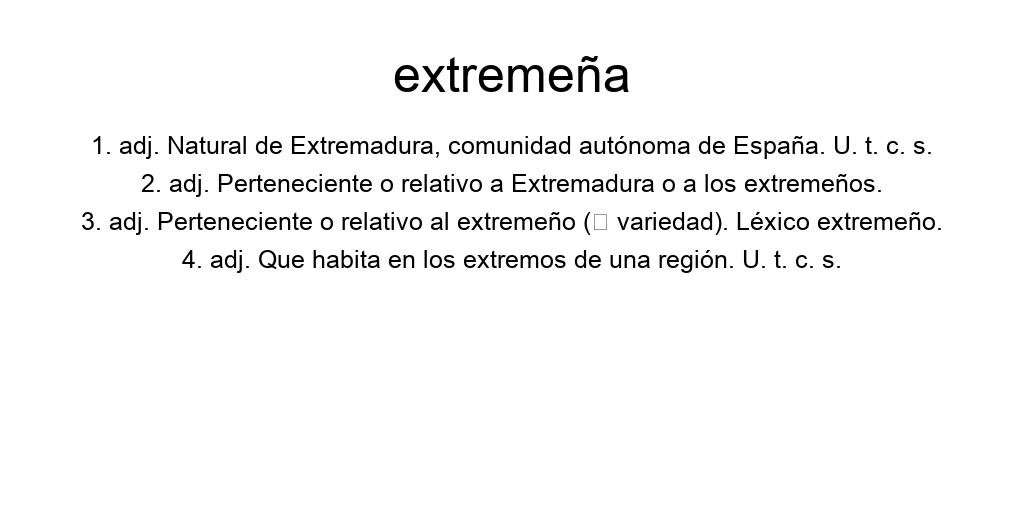 extremeña
1. adj. Natural de Extremadura, comunidad autónoma de España. U. t. c. s.
2. adj. Perteneciente o relativo a Extremadura o a los extremeños.
3. adj. Perteneciente o relativo al extremeño (□ variedad). Léxico extremeño.
4. adj. Que habita en los extremos de una región. U. t. c. s.